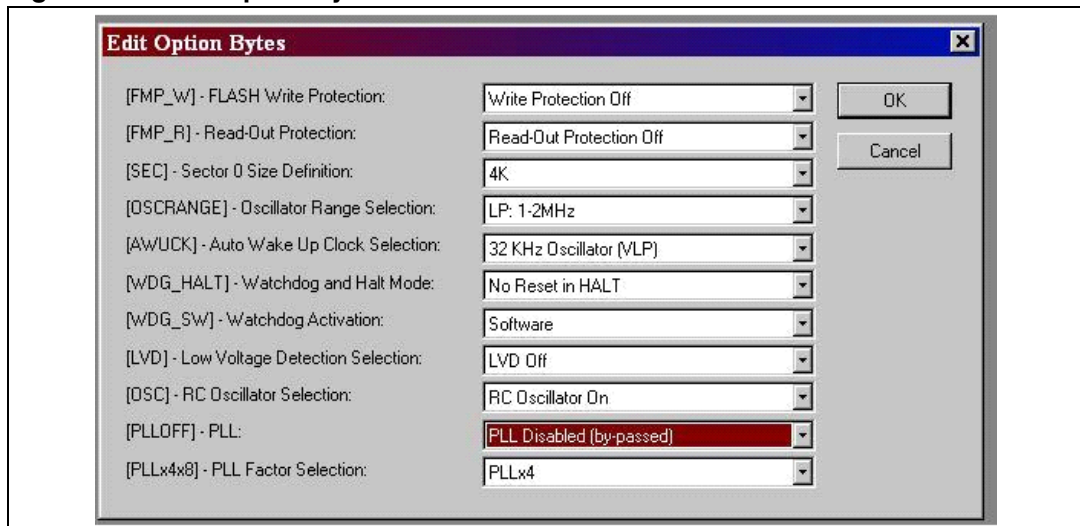 Edit Option Bytes
[FMP_W] - FLASH Write Protection: Write Protection Off OK
[FMP_R] - Read-Out Protection: Read-Out Protection Off
Cancel
[SEC] - Sector 0 Size Definition: 4K
[OSCRANGE] - Oscillator Range Selection: LP: 1-2MHz
[AWUCK] - Auto Wake Up Clock Selection: 32 KHz Oscillator (VLP)
[WDG_HALT] - Watchdog and Halt Mode: No Reset in HALT
[WDG_SW] - Watchdog Activation: Software
[LVD] - Low Voltage Detection Selection: LVD Off
[OSC] - RC Oscillator Selection: RC Oscillator On
[PLLOFF] - PLL: PLL Disabled (by-passed)
[PLLx4x8] - PLL Factor Selection: PLLx4